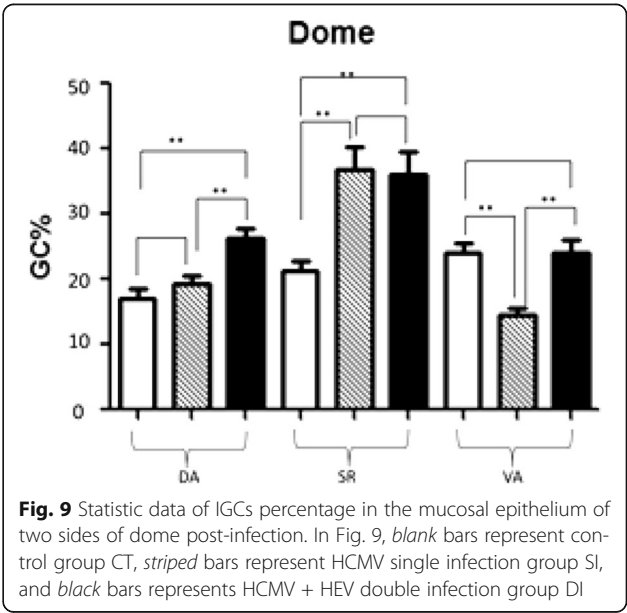 Dome
50
40
30
20
10
0
GC%
**
**
**
**
**
**
DA
SR
VA
Fig. 9 Statistic data of IGCs percentage in the mucosal epithelium of
two sides of dome post-infection. In Fig. 9, blank bars represent con-
trol group CT, striped bars represent HCMV single infection group SI,
and black bars represents HCMV + HEV double infection group DI